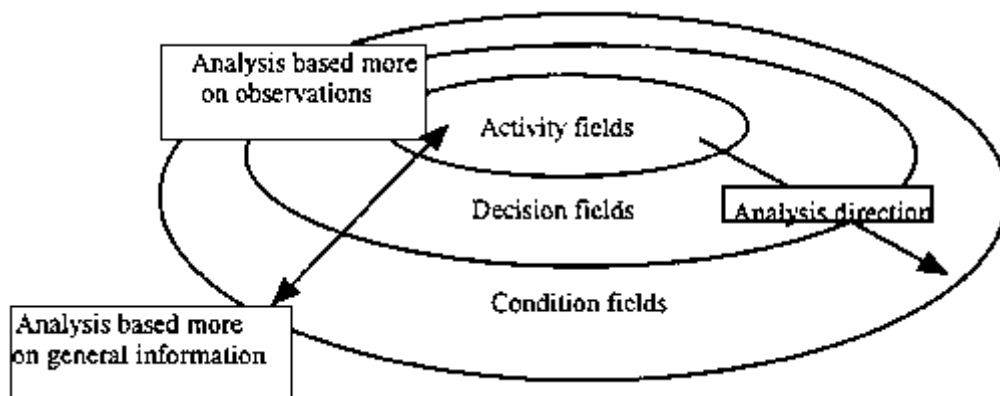 Analysis based more
on observations
Activity fields
Decision fields
Analysis direction
Condition fields
Analysis based more
on general information